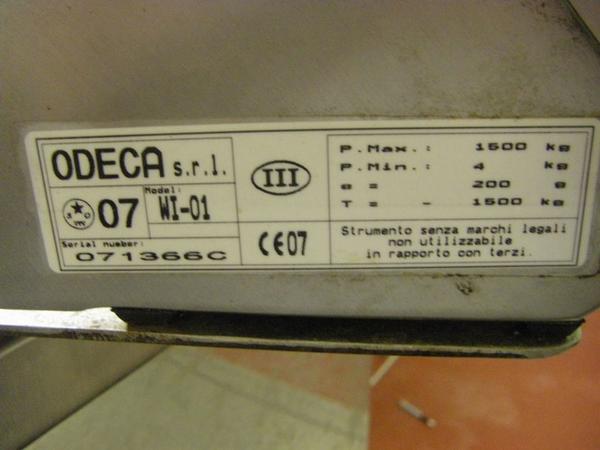 ODECA s.r.l.
07
Model:
WI-01
Serial number:
071366C
III
CE07
P.Max.: 1500 kg
P.Min.: 4 kg
e = 200 g
T = - 1500 kg
Strumento senza marchi legali
non utilizzabile
in rapporto con terzi.